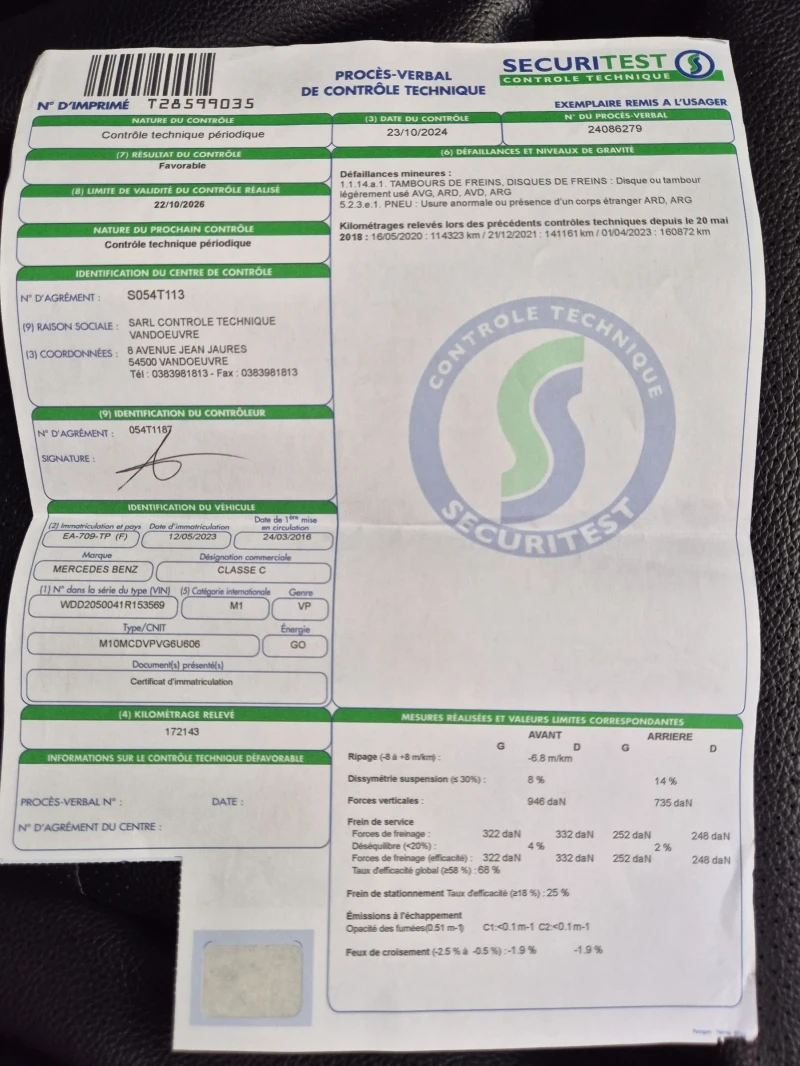 N° D'IMPRIMÉ T28599035
PROCÈS-VERBAL
DE CONTRÔLE TECHNIQUE
SECURITEST
CONTROLE TECHNIQUE
EXEMPLAIRE REMIS A L'USAGER
NATURE DU CONTRÔLE
Contrôle technique périodique
(3) DATE DU CONTRÔLE
23/10/2024
N° DU PROCÈS-VERBAL
24086279
(7) RÉSULTAT DU CONTRÔLE
Favorable
(8) LIMITE DE VALIDITÉ DU CONTRÔLE RÉALISÉ
22/10/2026
NATURE DU PROCHAIN CONTRÔLE
Contrôle technique périodique
(6) DÉFAILLANCES ET NIVEAUX DE GRAVITÉ
Défaillances mineures :
1.1.14.a.1. TAMBOURS DE FREINS, DISQUES DE FREINS : Disque ou tambour
légèrement usé AVG, ARD, AVD, ARG
5.2.3.e.1. PNEU : Usure anormale ou présence d'un corps étranger ARD, ARG
Kilométrages relevés lors des précédents contrôles techniques depuis le 20 mai
2018 : 16/05/2020 : 114323 km / 21/12/2021 : 141161 km / 01/04/2023 : 160872 km
CONTROLE TECHNIQUE
SECURITEST
IDENTIFICATION DU CENTRE DE CONTRÔLE
N° D'AGRÉMENT : S054T113
(9) RAISON SOCIALE : SARL CONTROLE TECHNIQUE
VANDOEUVRE
(3) COORDONNÉES : 8 AVENUE JEAN JAURES
54500 VANDOEUVRE
Tél : 0383981813 - Fax : 0383981813
(9) IDENTIFICATION DU CONTRÔLEUR
N° D'AGRÉMENT : 054T1187
SIGNATURE :
IDENTIFICATION DU VÉHICULE
(2) Immatriculation et pays Date d'immatriculation Date de 1ère mise
en circulation
EA-709-TP (F) 12/05/2023 24/03/2016
Marque Désignation commerciale
MERCEDES BENZ CLASSE C
(1) N° dans la série du type (VIN) (5) Catégorie internationale Genre
WDD2050041R153569 M1 VP
Type/CNIT Énergie
M10MCDVPVG6U606 GO
Document(s) présenté(s)
Certificat d'immatriculation
(4) KILOMÉTRAGE RELEVÉ
172143
INFORMATIONS SUR LE CONTRÔLE TECHNIQUE DÉFAVORABLE
PROCÈS-VERBAL N° : DATE :
N° D'AGRÉMENT DU CENTRE :
MESURES RÉALISÉES ET VALEURS LIMITES CORRESPONDANTES
AVANT ARRIERE
G D G D
Ripage (-8 à +8 m/km) : -6.8 m/km
Dissymétrie suspension (≤ 30%) : 8 % 14 %
Forces verticales : 946 daN 735 daN
Frein de service
Forces de freinage : 322 daN 332 daN 252 daN 248 daN
Déséquilibre (<20%) : 4 % 2 %
Forces de freinage (efficacité) : 322 daN 332 daN 252 daN 248 daN
Taux d'efficacité global (≥58 %) : 68 %
Frein de stationnement Taux d'efficacité (≥18 %) : 25 %
Émissions à l'échappement
Opacité des fumées(0.51 m-1) C1:<0.1m-1 C2:<0.1m-1
Feux de croisement (-2.5 % à -0.5 %) : -1.9 % -1.9 %